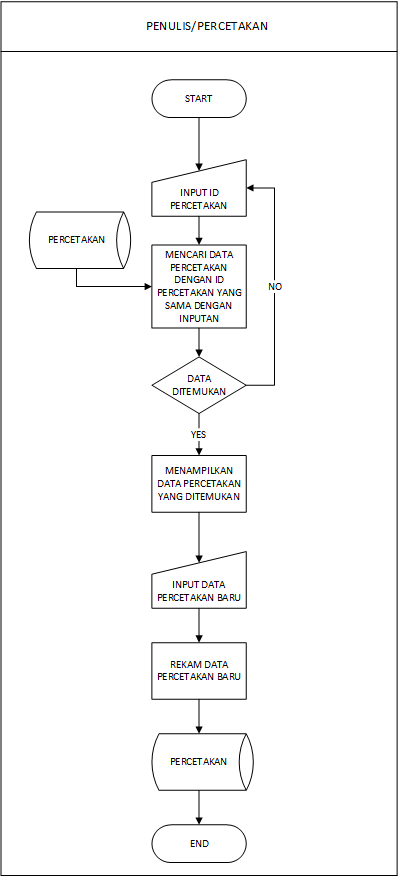 PENULIS/PERCETAKAN
START
INPUT ID
PERCETAKAN
PERCETAKAN
MENCARI DATA
PERCETAKAN
DENGAN ID
PERCETAKAN YANG
SAMA DENGAN
INPUTAN
NO
DATA
DITEMUKAN
YES
MENAMPILKAN
DATA PERCETAKAN
YANG DITEMUKAN
INPUT DATA
PERCETAKAN BARU
REKAM DATA
PERCETAKAN BARU
PERCETAKAN
END